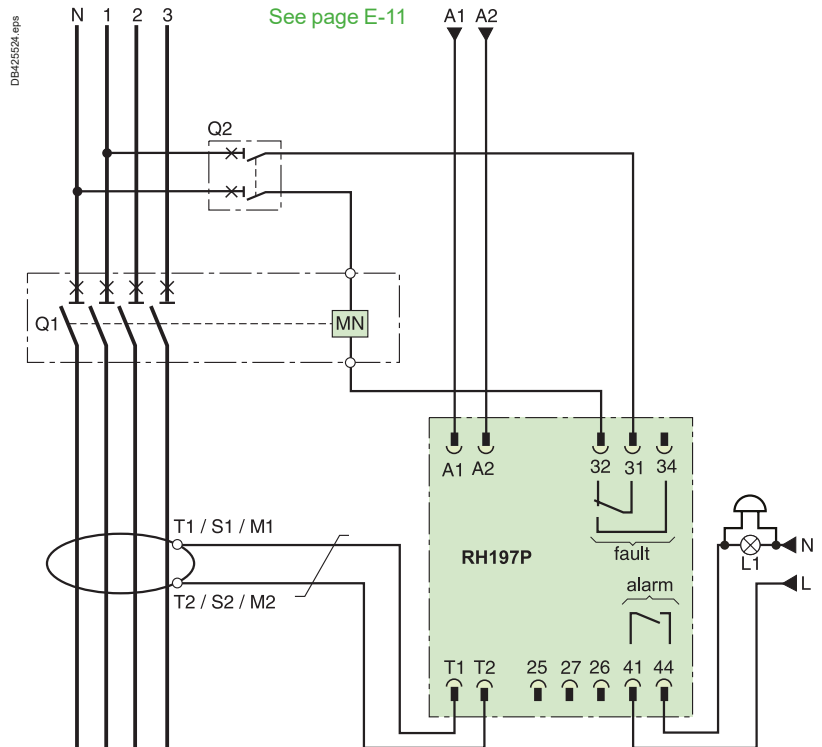 DB425524.eps
N 1 2 3
See page E-11
A1 A2
Q2
Q1
MN
A1 A2
32 31 34
T1 / S1 / M1
T2 / S2 / M2
RH197P
fault
alarm
N
L1
L
T1 T2 25 27 26 41 44